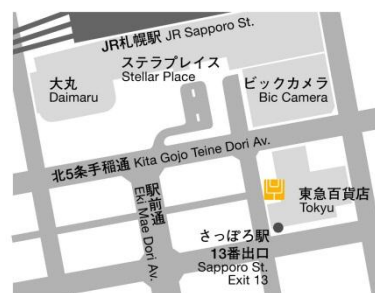 JR札幌駅 JR Sapporo St.
ステラプレイス
Stellar Place
大丸
Daimaru
ビックカメラ
Bic Camera
北5条手稲通 Kita Gojo Teine Dori Av.
駅前通
Eki Mae Dori Av.
東急百貨店
Tokyu
さっぽろ駅
13番出口
Sapporo St.
Exit 13